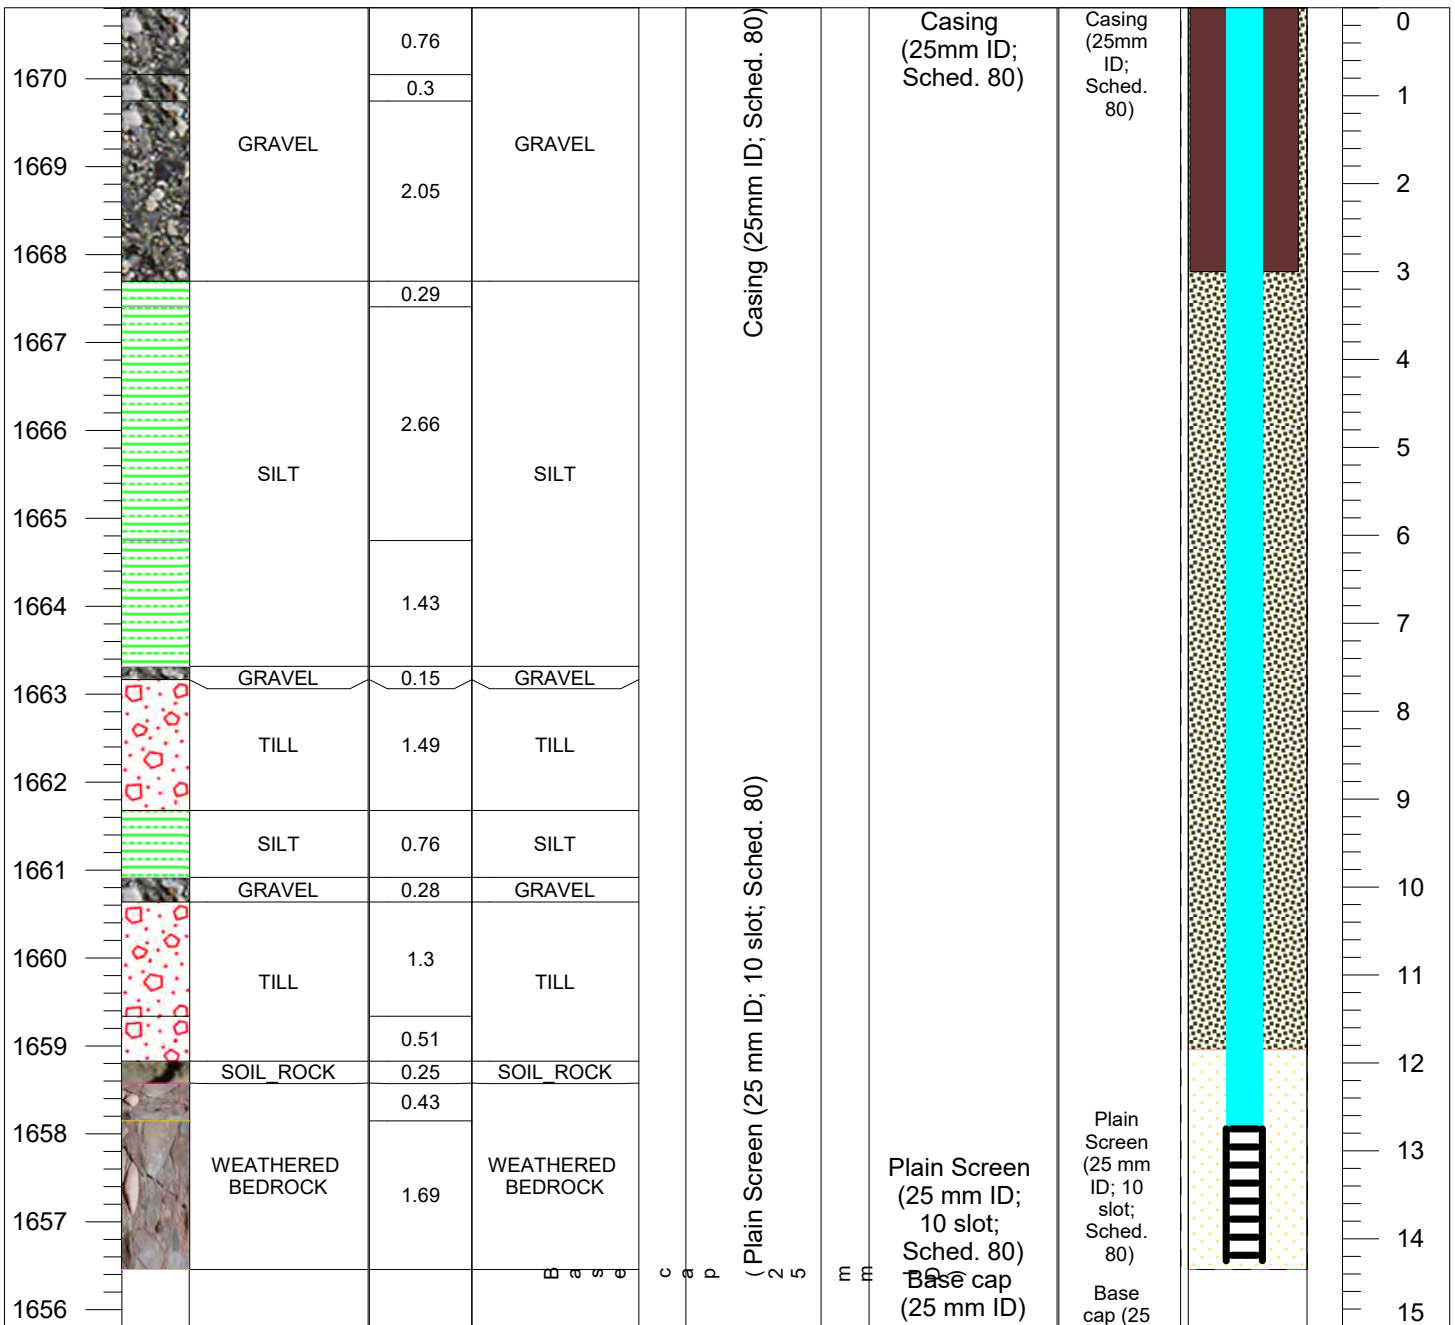 1670
1669
1668
1667
1666
1665
1664
1663
1662
1661
1660
1659
1658
1657
1656
GRAVEL
SILT
GRAVEL
TILL
SILT
GRAVEL
TILL
SOIL_ROCK
WEATHERED
BEDROCK
0.76
0.3
2.05
0.29
2.66
1.43
0.15
1.49
0.76
0.28
1.3
0.51
0.25
0.43
1.69
GRAVEL
SILT
GRAVEL
TILL
SILT
GRAVEL
TILL
SOIL_ROCK
WEATHERED
BEDROCK
Casing (25mm ID; Sched. 80)
Plain Screen (25 mm ID; 10 slot; Sched. 80)
Base cap (25 mm ID)
Casing
(25mm ID;
Sched. 80)
Plain Screen
(25 mm ID;
10 slot;
Sched. 80)
Base cap
(25 mm ID)
Casing
(25mm
ID;
Sched.
80)
Plain
Screen
(25 mm
ID; 10
slot;
Sched.
80)
Base
cap (25
0
1
2
3
4
5
6
7
8
9
10
11
12
13
14
15